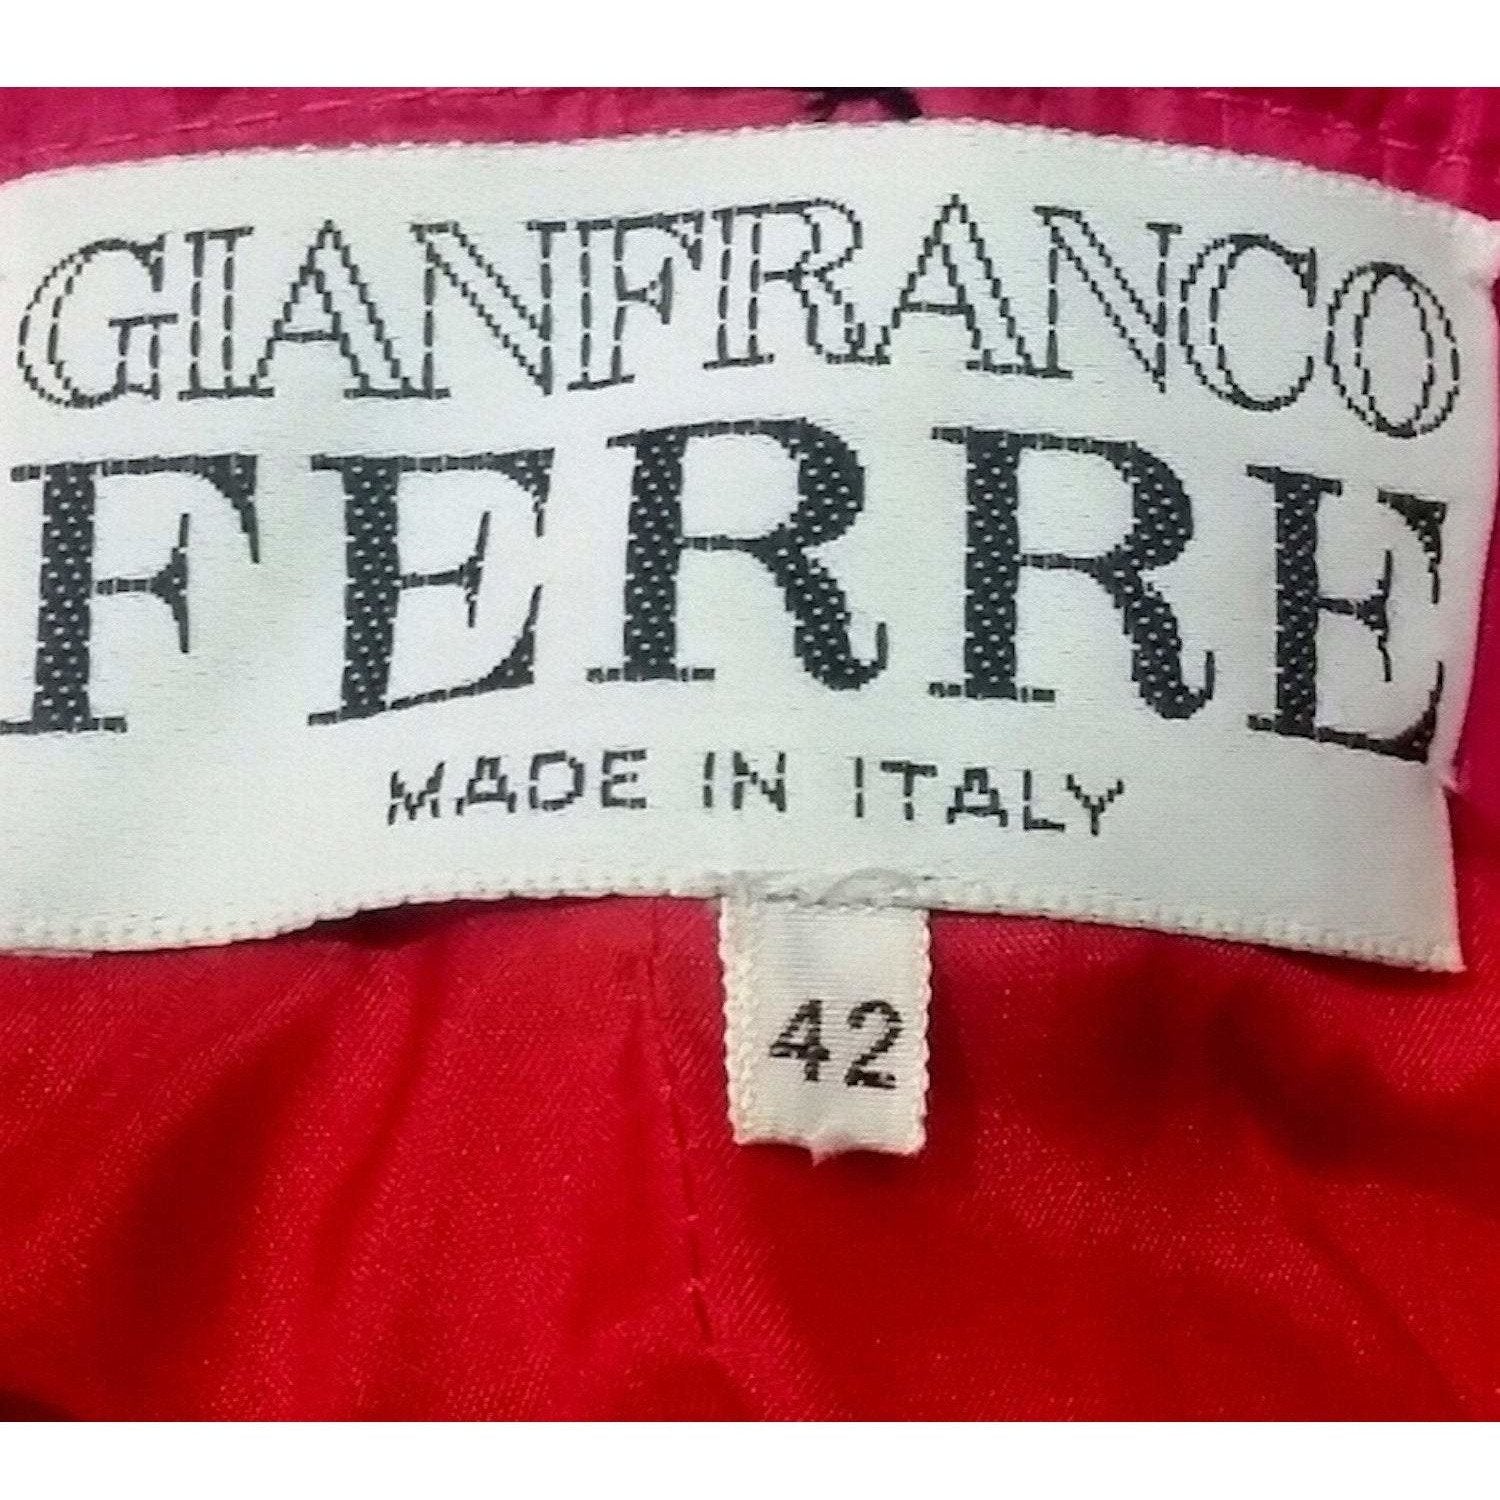 GIANFRANCO
FERRE
MADE IN ITALY
42